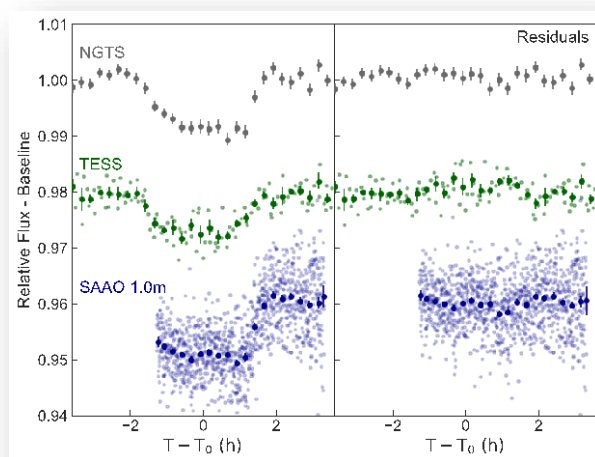 1.01
1.00
0.99
0.98
0.97
0.96
0.95
0.94
Relative Flux - Baseline
NGTS
TESS
SAAO 1.0m
Residuals
−2 0 2
−2 0 2
T − T₀ (h)
T − T₀ (h)